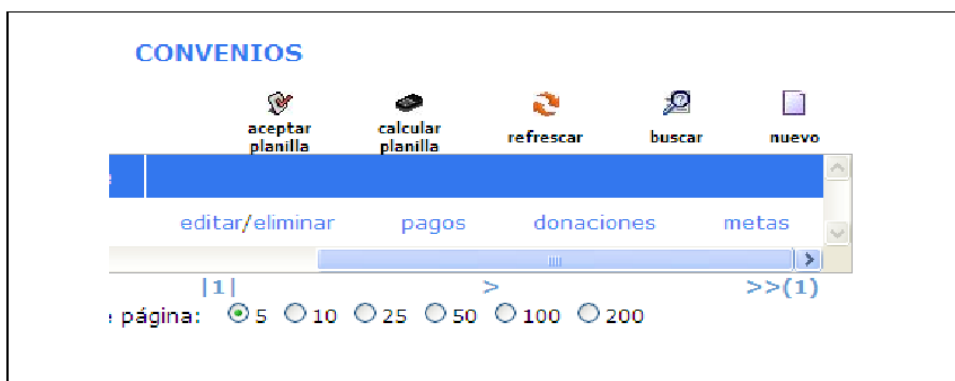 CONVENIOS
aceptar planilla calcular planilla refrescar buscar nuevo
editar/eliminar pagos donaciones metas
|1| > >>(1)
página: 5 10 25 50 100 200